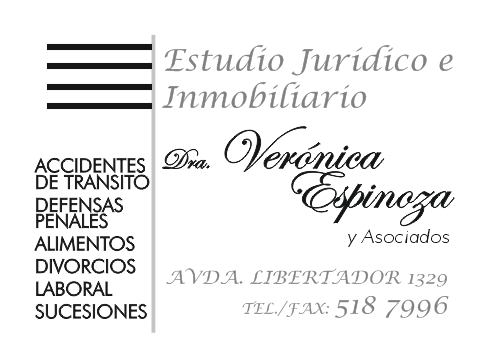 Estudio Jurídico e
Inmobiliario
Dra. Verónica
Espinoza
y Asociados
ACCIDENTES
DE TRANSITO
DEFENSAS
PENALES
ALIMENTOS
DIVORCIOS
LABORAL
SUCESIONES
AVDA. LIBERTADOR 1329
TEL./FAX: 518 7996